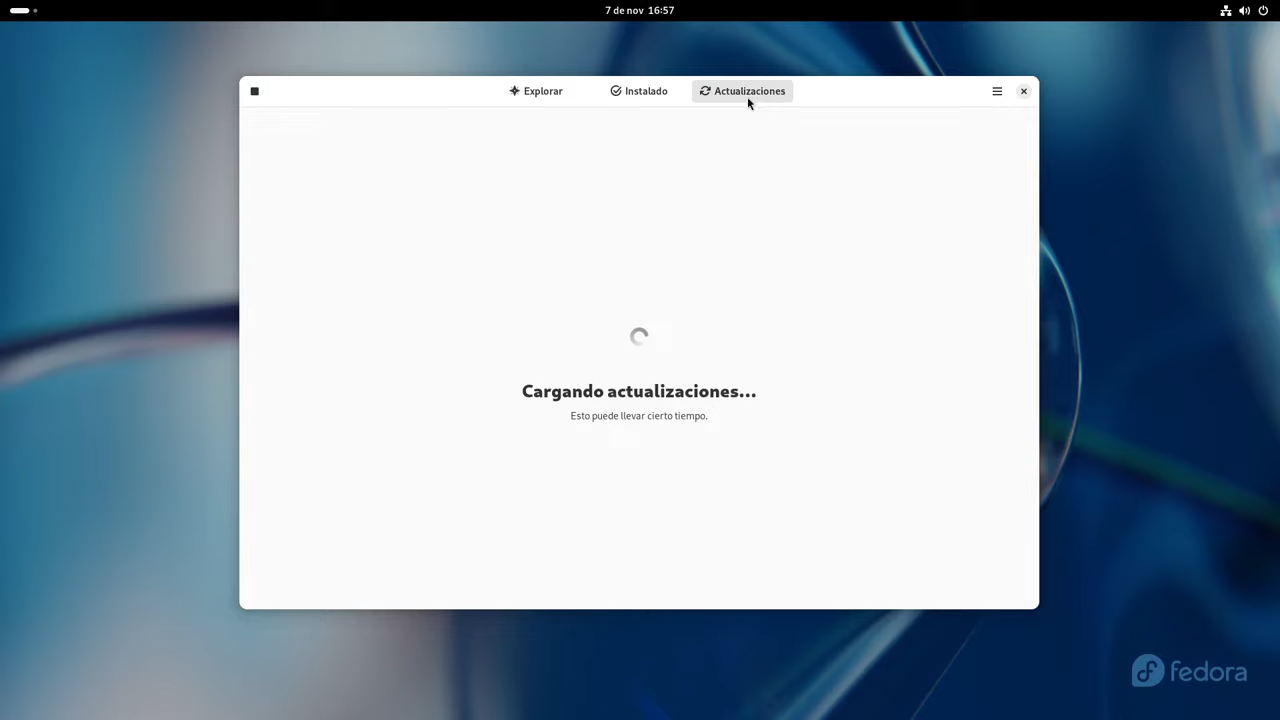 7 de nov 16:57
Explorar
Instalado
Actualizaciones
Cargando actualizaciones...
Esto puede llevar cierto tiempo.
fedora